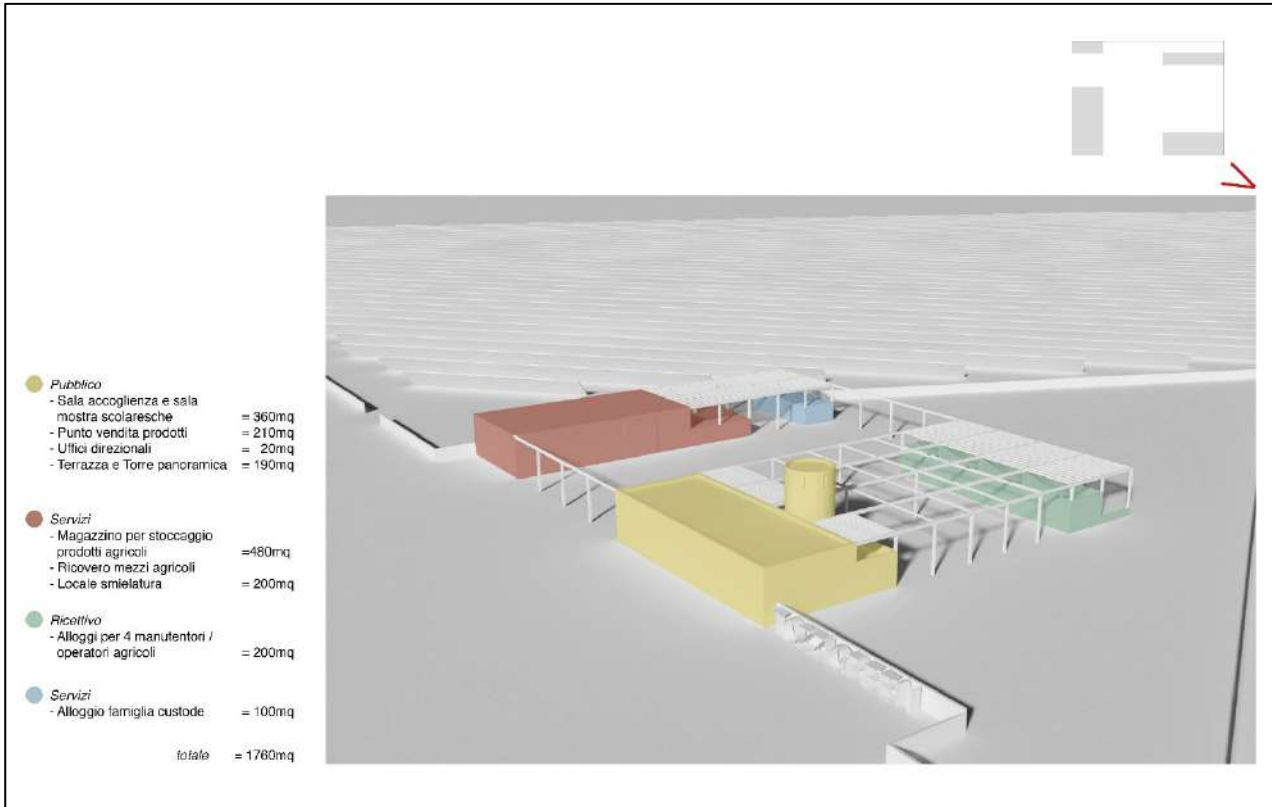 Pubblico
- Sala accoglienza e sala
mostra scolaresche = 360mq
- Punto vendita prodotti = 210mq
- Uffici direzionali = 20mq
- Terrazza e Torre panoramica = 190mq
Servizi
- Magazzino per stoccaggio
prodotti agricoli =480mq
- Ricovero mezzi agricoli
- Locale smielatura = 200mq
Ricettivo
- Alloggi per 4 manutentori /
operatori agricoli = 200mq
Servizi
- Alloggio famiglia custode = 100mq
totale = 1760mq